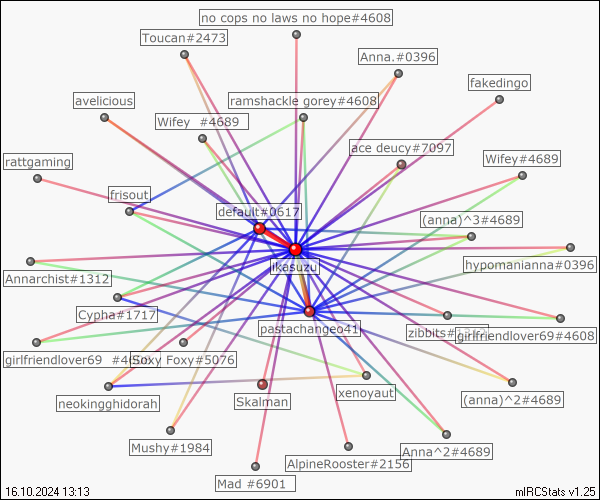 no cops no laws no hope#4608
Toucan#2473
Anna.#0396
fakedingo
avelicious
ramshackle gorey#4608
Wifey #4689
ace deucy#7097
rattgaming
Wifey#4689
frisout
default#0617
(anna)^3#4689
ikasuzu
hypomanianna#0396
Annarchist#1312
Cypha#1717
pastachangeo41
zibbits#
girlfriendlover69#4608
girlfriendlover69 #4
Soxy Foxy#5076
xenoyaut
neokingghidorah
Skalman
(anna)^2#4689
Mushy#1984
Anna^2#4689
AlpineRooster#2156
Mad #6901
16.10.2024 13:13
mIRCStats v1.25